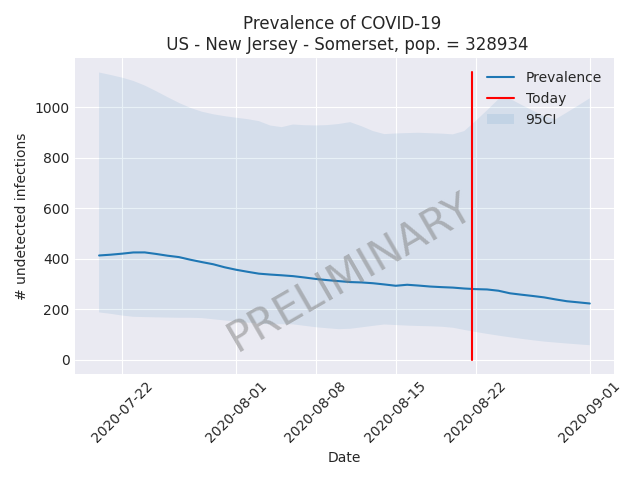 Prevalence of COVID-19
US - New Jersey - Somerset, pop. = 328934
Prevalence
Today
95CI
1000
800
600
400
200
0
# undetected infections
PRELIMINARY
2020-07-22
2020-08-01
2020-08-08
2020-08-15
2020-08-22
2020-09-01
Date